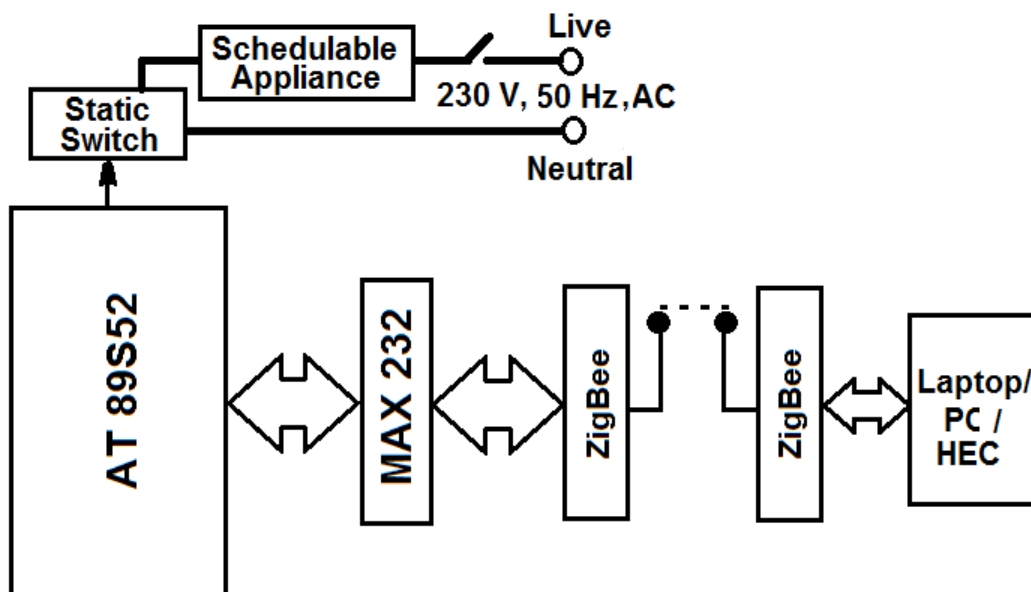 Live
Schedulable
Appliance
230 V, 50 Hz ,AC
Static
Switch
Neutral
AT 89S52
MAX 232
ZigBee
ZigBee
Laptop/
PC /
HEC